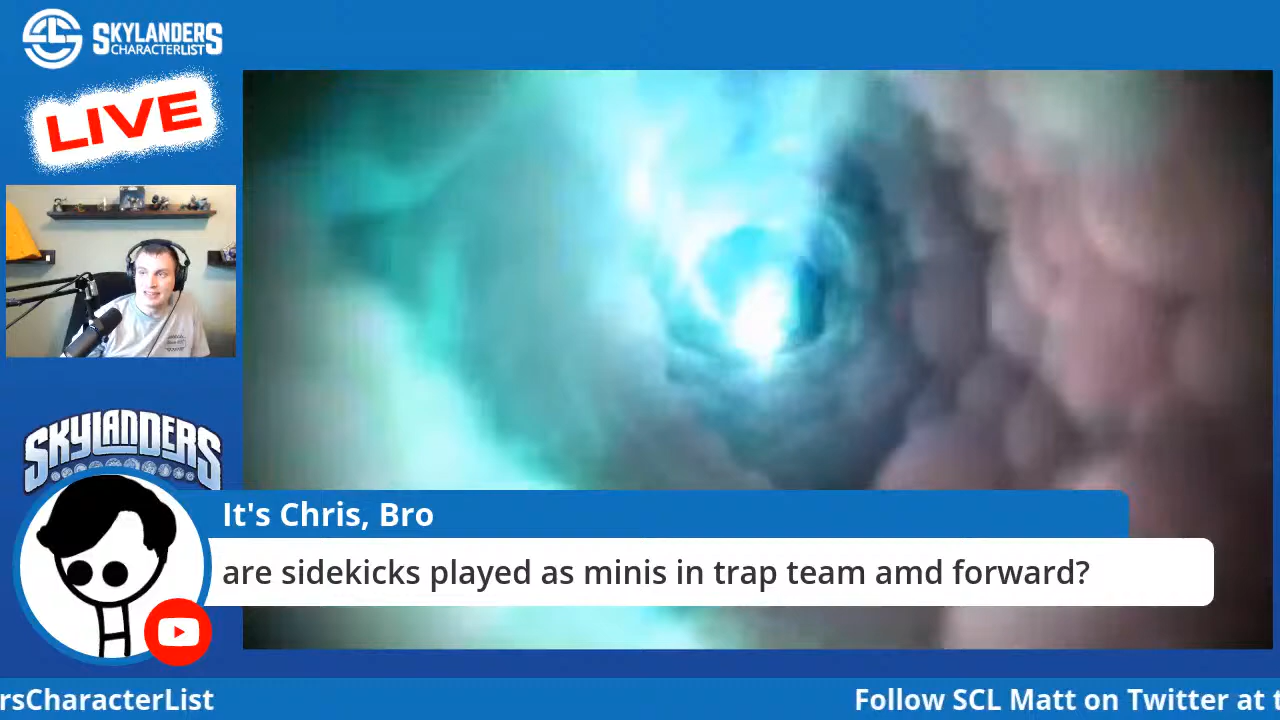 SKYLANDERS
CHARACTERLIST
LIVE
SKYLANDERS
It's Chris, Bro
are sidekicks played as minis in trap team amd forward?
rsCharacterList
Follow SCL Matt on Twitter at t